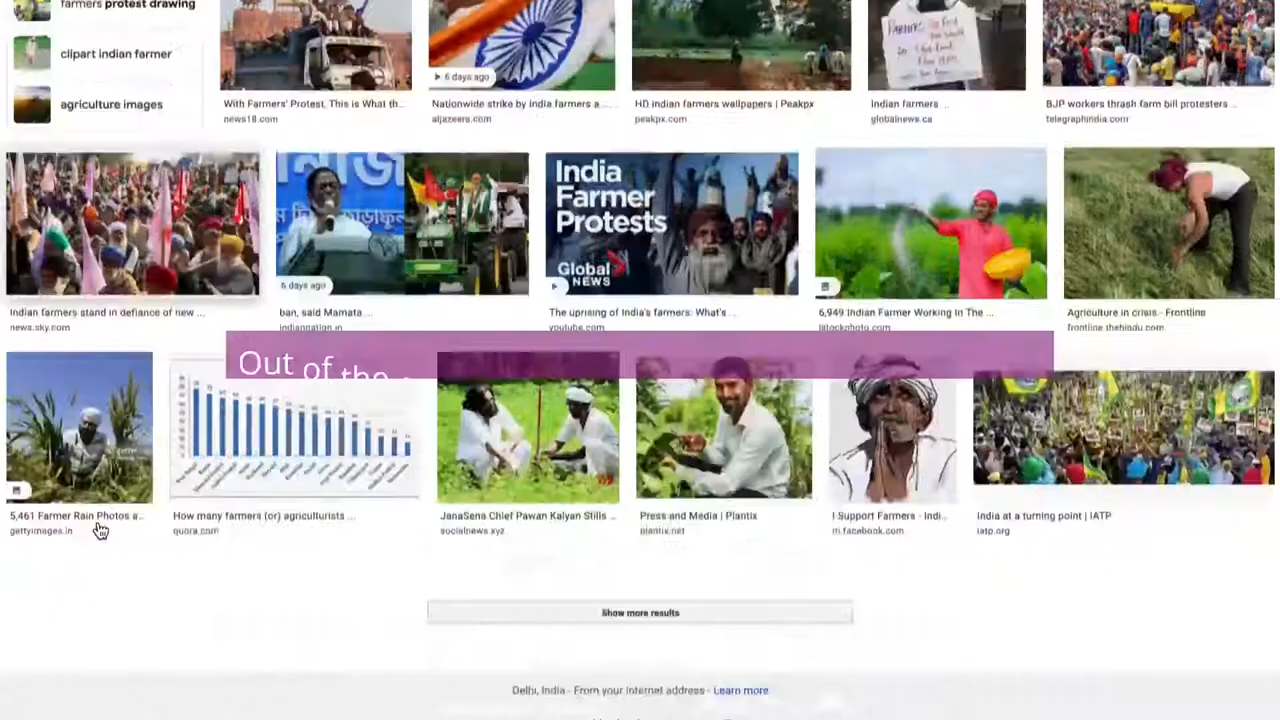 farmers protest drawing
clipart indian farmer
agriculture images
6 days ago
With Farmers' Protest, This is What th...
news18.com
Nationwide strike by india farmers a ...
aljazeera.com
HD indian farmers wallpapers | Peakpx
peakpx.com
Indian farmers ...
globalnews.ca
BJP workers thrash farm bill protesters ...
telegraphindia.com
India
Farmer
Protests
Global
NEWS
6 days ago
Indian farmers stand in defiance of new ...
news.sky.com
ban, said Mamata ...
indiannation.in
The uprising of India's farmers: What's ...
youtube.com
6,949 Indian Farmer Working In The ...
istockphoto.com
Agriculture in crisis - Frontline
frontline.thehindu.com
Out of the
5,461 Farmer Rain Photos a...
gettyimages.in
How many farmers (or) agriculturists ...
quora.com
JanaSena Chief Pawan Kalyan Stills ...
socialnews.xyz
Press and Media | Plantix
plantix.net
I Support Farmers - Indi...
m.facebook.com
India at a turning point | IATP
iatp.org
Show more results
Delhi, India - From your Internet address - Learn more